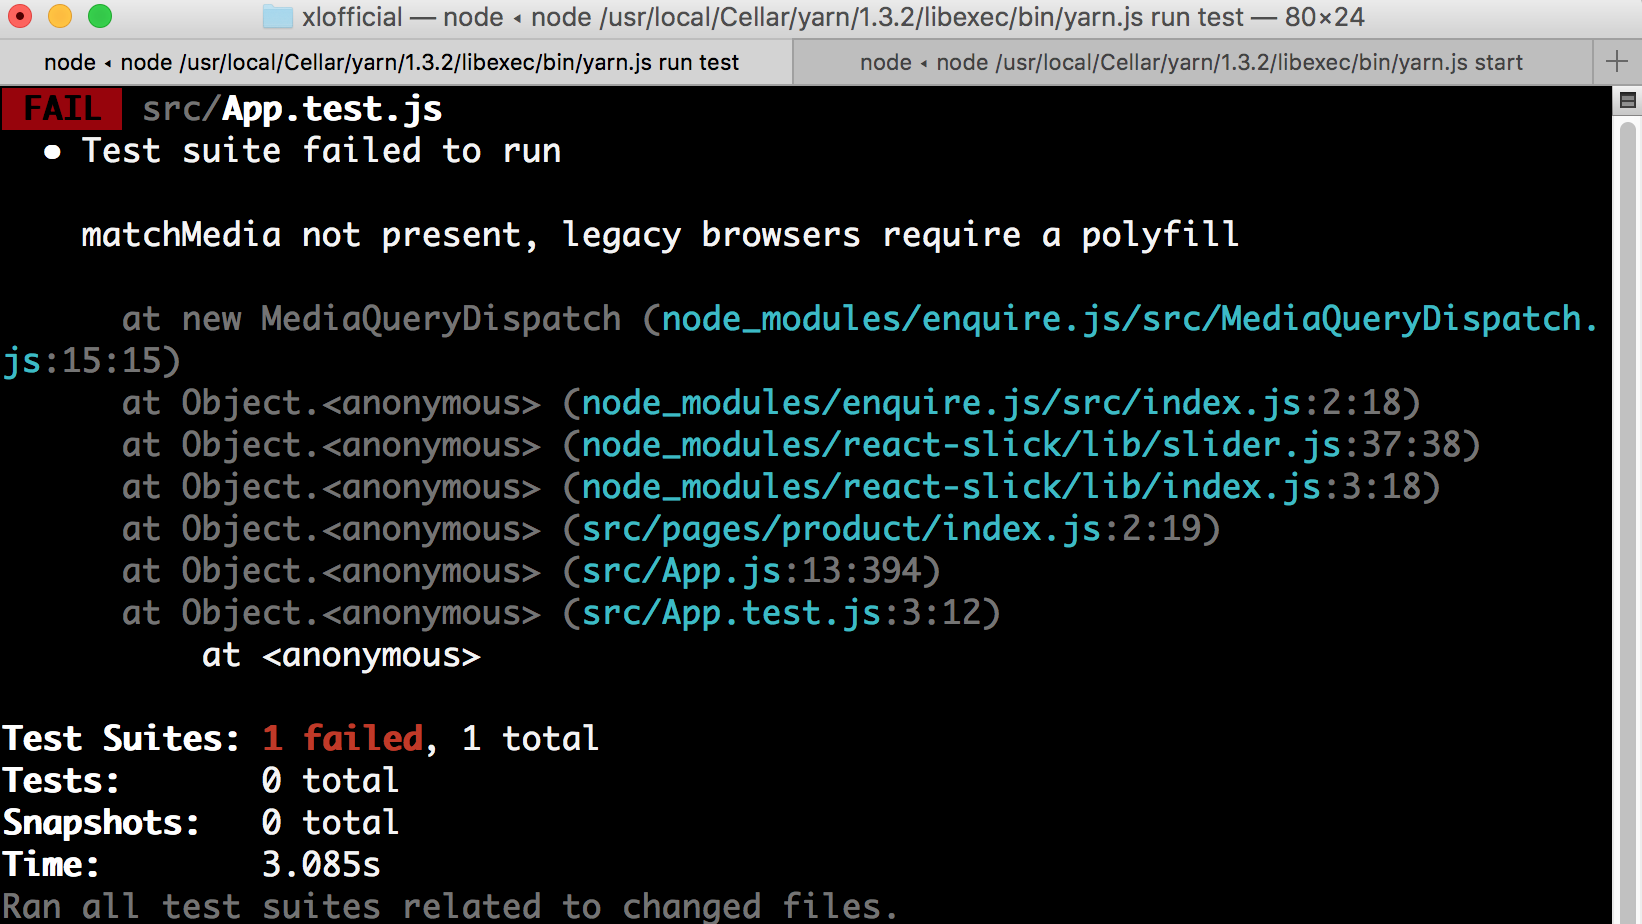 xlofficial — node ◂ node /usr/local/Cellar/yarn/1.3.2/libexec/bin/yarn.js run test — 80×24
node ◂ node /usr/local/Cellar/yarn/1.3.2/libexec/bin/yarn.js run test
node ◂ node /usr/local/Cellar/yarn/1.3.2/libexec/bin/yarn.js start
FAIL src/App.test.js
● Test suite failed to run
matchMedia not present, legacy browsers require a polyfill
at new MediaQueryDispatch (node_modules/enquire.js/src/MediaQueryDispatch.
js:15:15)
at Object.<anonymous> (node_modules/enquire.js/src/index.js:2:18)
at Object.<anonymous> (node_modules/react-slick/lib/slider.js:37:38)
at Object.<anonymous> (node_modules/react-slick/lib/index.js:3:18)
at Object.<anonymous> (src/pages/product/index.js:2:19)
at Object.<anonymous> (src/App.js:13:394)
at Object.<anonymous> (src/App.test.js:3:12)
at <anonymous>
Test Suites: 1 failed, 1 total
Tests: 0 total
Snapshots: 0 total
Time: 3.085s
Ran all test suites related to changed files.